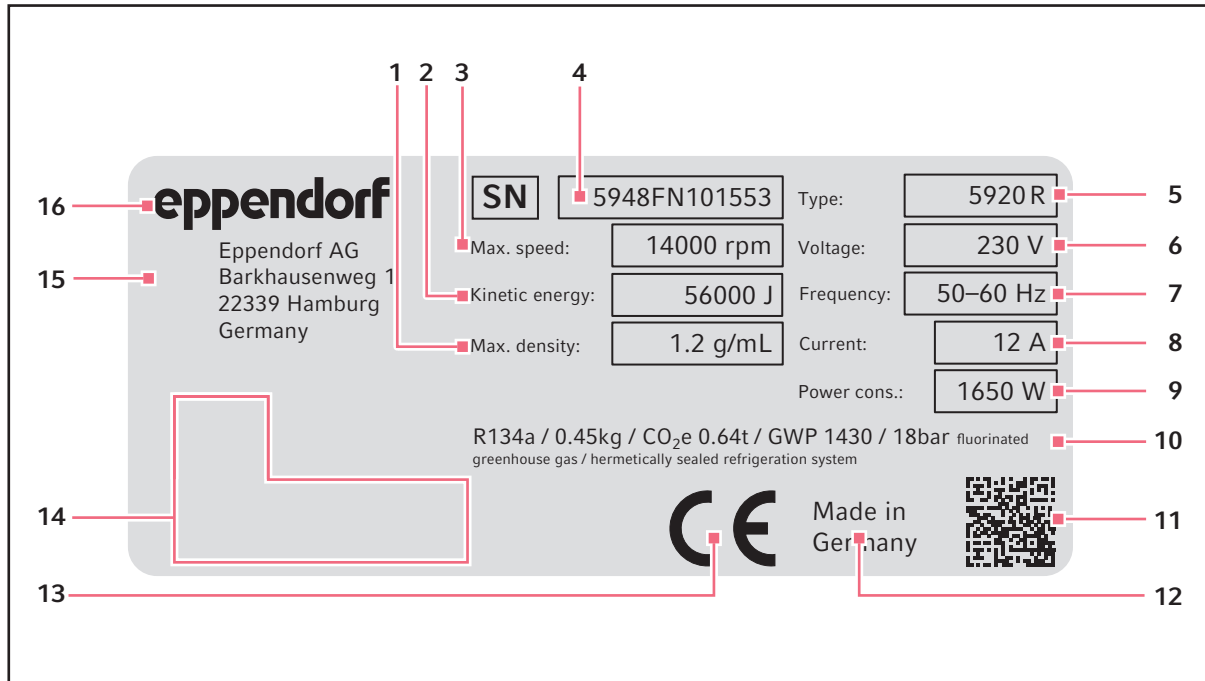 1 2 3 4
16 eppendorf
Eppendorf AG
15 Barkhausenweg 1
22339 Hamburg
Germany
SN 5948FN101553 Type: 5920 R 5
Max. speed: 14000 rpm Voltage: 230 V 6
Kinetic energy: 56000 J Frequency: 50–60 Hz 7
Max. density: 1.2 g/mL Current: 12 A 8
Power cons.: 1650 W 9
R134a / 0.45kg / CO₂e 0.64t / GWP 1430 / 18bar fluorinated 10
greenhouse gas / hermetically sealed refrigeration system
14
CE
Made in
Germany
11
13
12